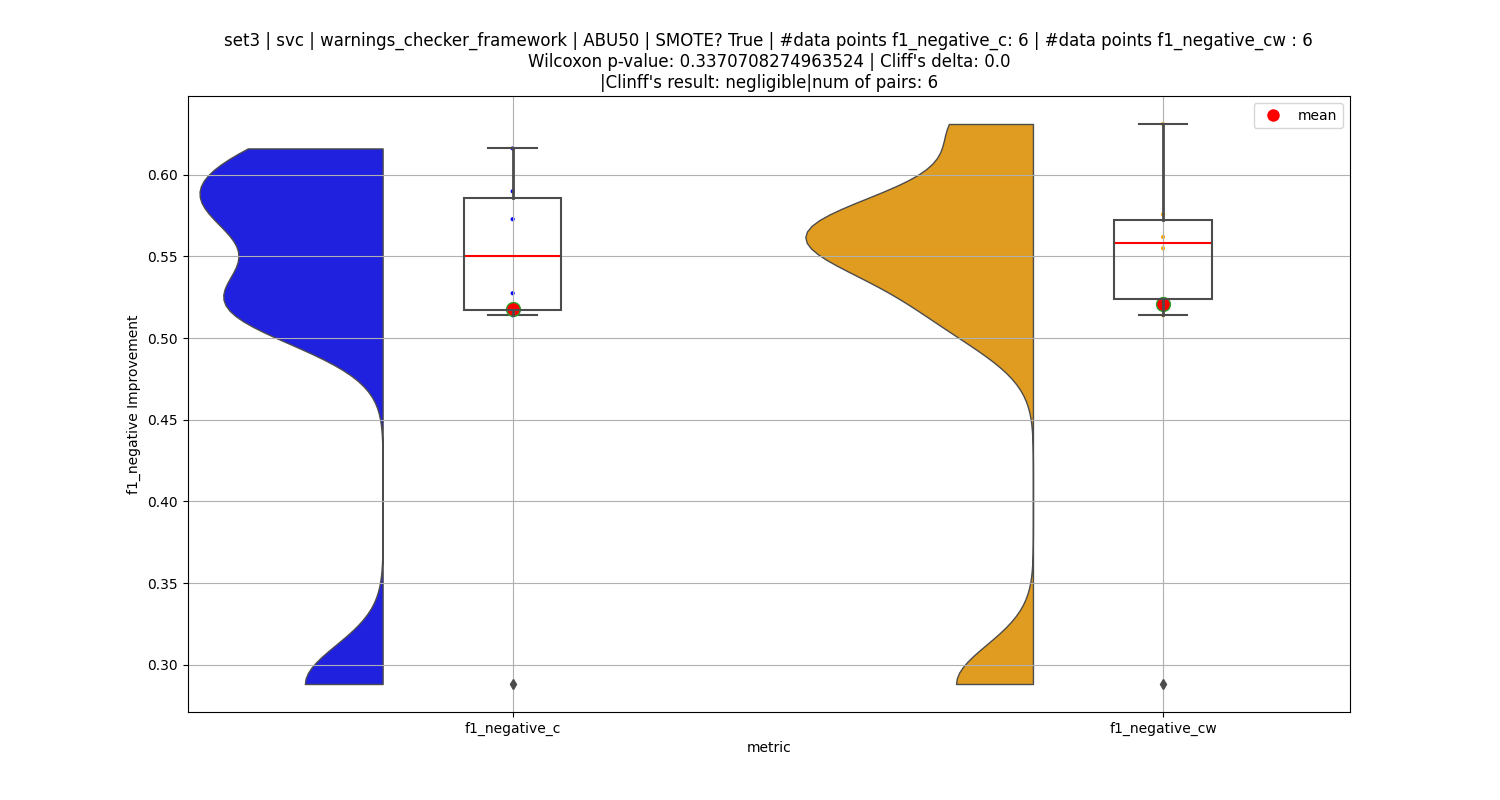 set3 | svc | warnings_checker_framework | ABU50 | SMOTE? True | #data points f1_negative_c: 6 | #data points f1_negative_cw : 6
Wilcoxon p-value: 0.3370708274963524 | Cliff's delta: 0.0
|Clinff's result: negligible|num of pairs: 6
mean
0.60
0.55
0.50
0.45
0.40
0.35
0.30
f1_negative Improvement
f1_negative_c
f1_negative_cw
metric